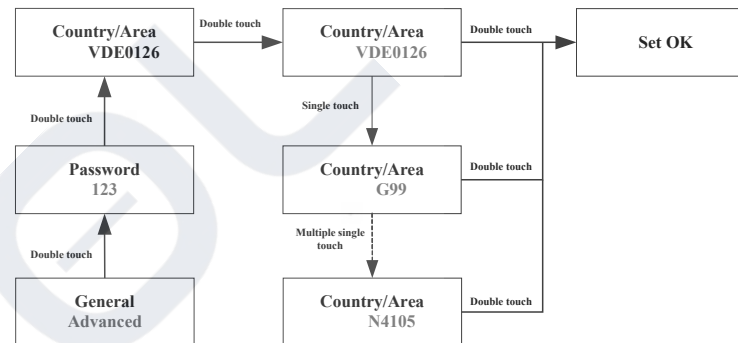 Country/Area
VDE0126
Double touch
Country/Area
VDE0126
Double touch
Set OK
Double touch
Single touch
Password
123
Country/Area
G99
Double touch
Double touch
Multiple single
touch
General
Advanced
Country/Area
N4105
Double touch